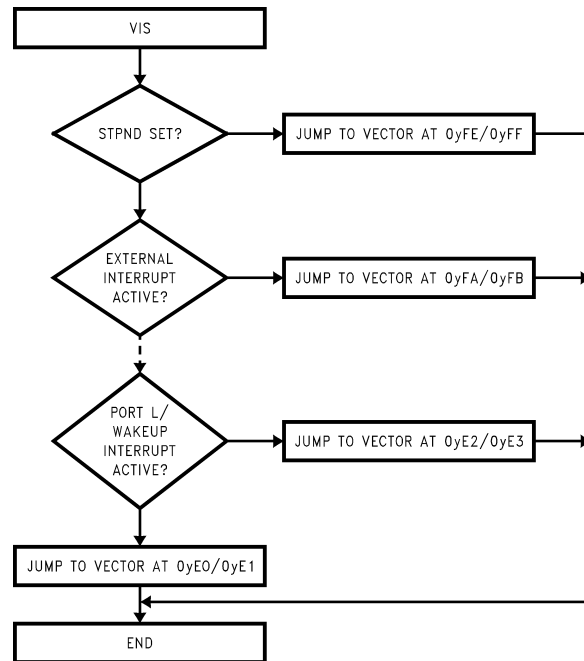 VIS
STPND SET?
JUMP TO VECTOR AT 0yFE/0yFF
EXTERNAL
INTERRUPT
ACTIVE?
JUMP TO VECTOR AT 0yFA/0yFB
PORT L/
WAKEUP
INTERRUPT
ACTIVE?
JUMP TO VECTOR AT 0yE2/0yE3
JUMP TO VECTOR AT 0yE0/0yE1
END